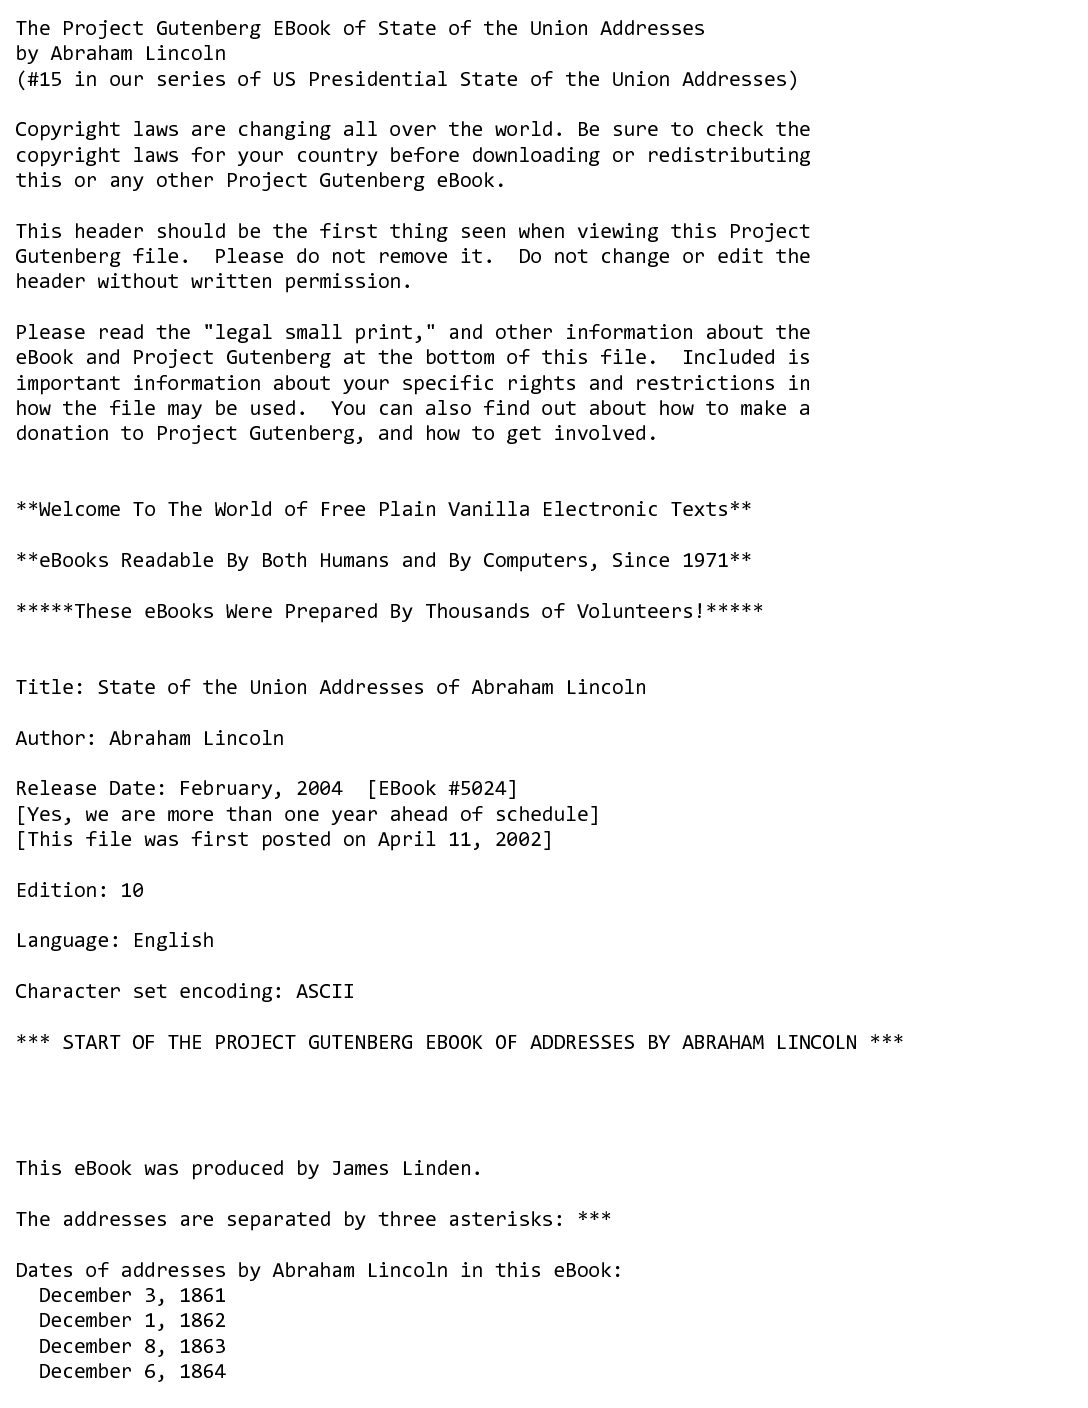 The Project Gutenberg EBook of State of the Union Addresses
by Abraham Lincoln
(#15 in our series of US Presidential State of the Union Addresses)

Copyright laws are changing all over the world. Be sure to check the
copyright laws for your country before downloading or redistributing
this or any other Project Gutenberg eBook.

This header should be the first thing seen when viewing this Project
Gutenberg file.  Please do not remove it.  Do not change or edit the
header without written permission.

Please read the "legal small print," and other information about the
eBook and Project Gutenberg at the bottom of this file.  Included is
important information about your specific rights and restrictions in
how the file may be used.  You can also find out about how to make a
donation to Project Gutenberg, and how to get involved.


**Welcome To The World of Free Plain Vanilla Electronic Texts**

**eBooks Readable By Both Humans and By Computers, Since 1971**

*****These eBooks Were Prepared By Thousands of Volunteers!*****


Title: State of the Union Addresses of Abraham Lincoln

Author: Abraham Lincoln

Release Date: February, 2004  [EBook #5024]
[Yes, we are more than one year ahead of schedule]
[This file was first posted on April 11, 2002]

Edition: 10

Language: English

Character set encoding: ASCII

*** START OF THE PROJECT GUTENBERG EBOOK OF ADDRESSES BY ABRAHAM LINCOLN ***




This eBook was produced by James Linden.

The addresses are separated by three asterisks: ***

Dates of addresses by Abraham Lincoln in this eBook:
  December 3, 1861
  December 1, 1862
  December 8, 1863
  December 6, 1864